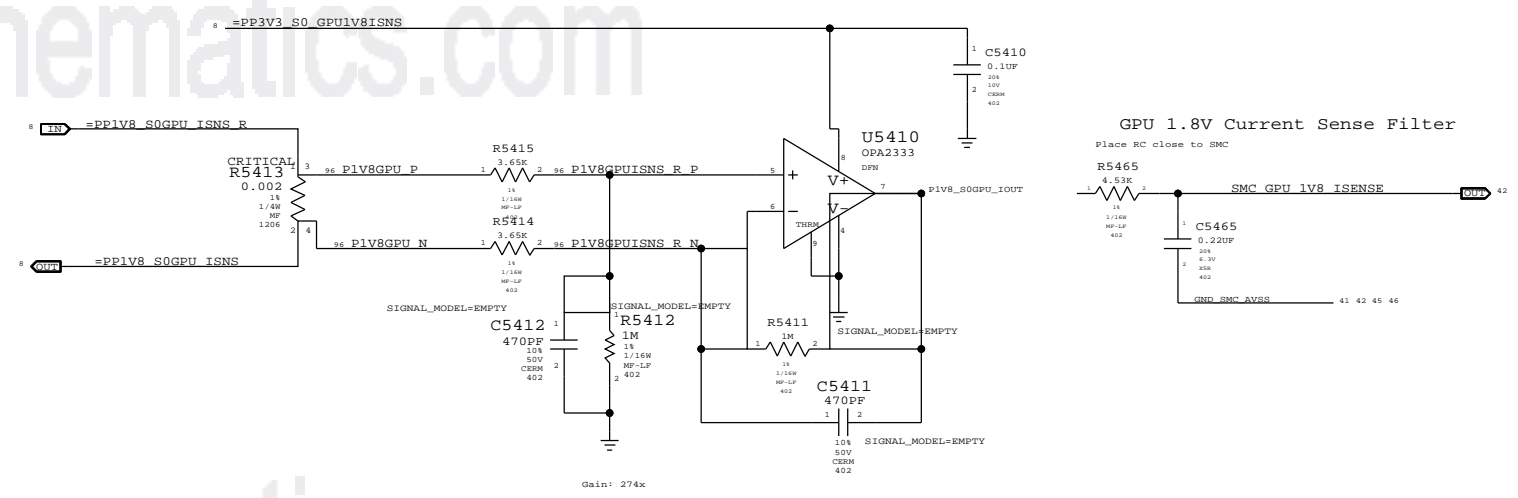 hematics.com
8 =PP3V3_S0_GPU1V8ISNS
C5410
0.1UF
20%
10V
CERM
402
1
2
8 IN =PP1V8_S0GPU_ISNS_R
CRITICAL
R5413
0.002
1%
1/4W
MF
1206
1 3
2 4
8 OUT =PP1V8_S0GPU_ISNS
96 P1V8GPU_P
R5415
3.65K
1 2
1%
1/16W
MF-LF
402
96 P1V8GPUISNS_R_P
96 P1V8GPU_N
R5414
3.65K
1 2
1%
1/16W
MF-LF
402
96 P1V8GPUISNS_R_N
U5410
OPA2333
DFN
5 + V+ 8
6 - V- 4
THRM
9
7 P1V8_S0GPU_IOUT
SIGNAL_MODEL=EMPTY
C5412
470PF
10%
50V
CERM
402
1
2
SIGNAL_MODEL=EMPTY
R5412
1M
1%
1/16W
MF-LF
402
1
2
SIGNAL_MODEL=EMPTY
R5411
1M
1 2
1%
1/16W
MF-LF
402
C5411
470PF
1 2
10%
50V
CERM
402
SIGNAL_MODEL=EMPTY
Gain: 274x
GPU 1.8V Current Sense Filter
Place RC close to SMC
R5465
4.53K
1 2
1%
1/16W
MF-LF
402
SMC_GPU_1V8_ISENSE OUT 42
C5465
0.22UF
20%
6.3V
X5R
402
1
2
GND_SMC_AVSS 41 42 45 46